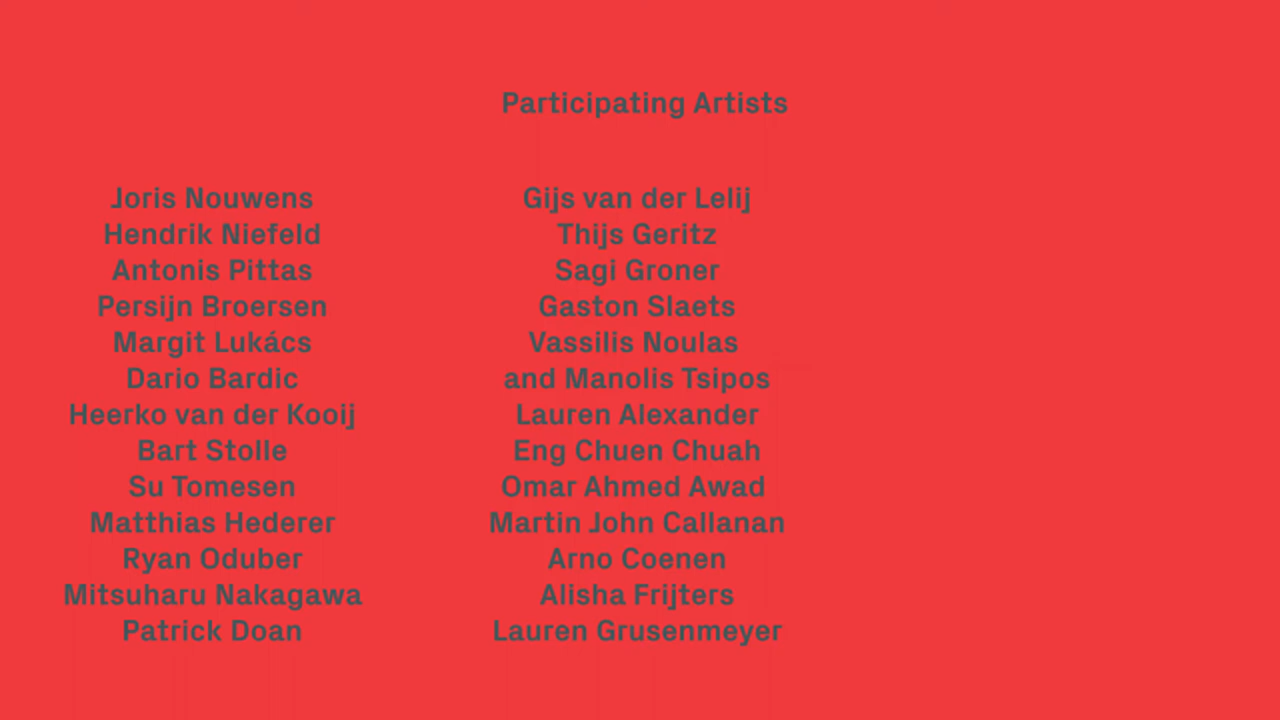 Participating Artists
Joris Nouwens
Hendrik Niefeld
Antonis Pittas
Persijn Broersen
Margit Lukács
Dario Bardic
Heerko van der Kooij
Bart Stolle
Su Tomesen
Matthias Hederer
Ryan Oduber
Mitsuharu Nakagawa
Patrick Doan
Gijs van der Lelij
Thijs Geritz
Sagi Groner
Gaston Slaets
Vassilis Noulas
and Manolis Tsipos
Lauren Alexander
Eng Chuen Chuah
Omar Ahmed Awad
Martin John Callanan
Arno Coenen
Alisha Frijters
Lauren Grusenmeyer